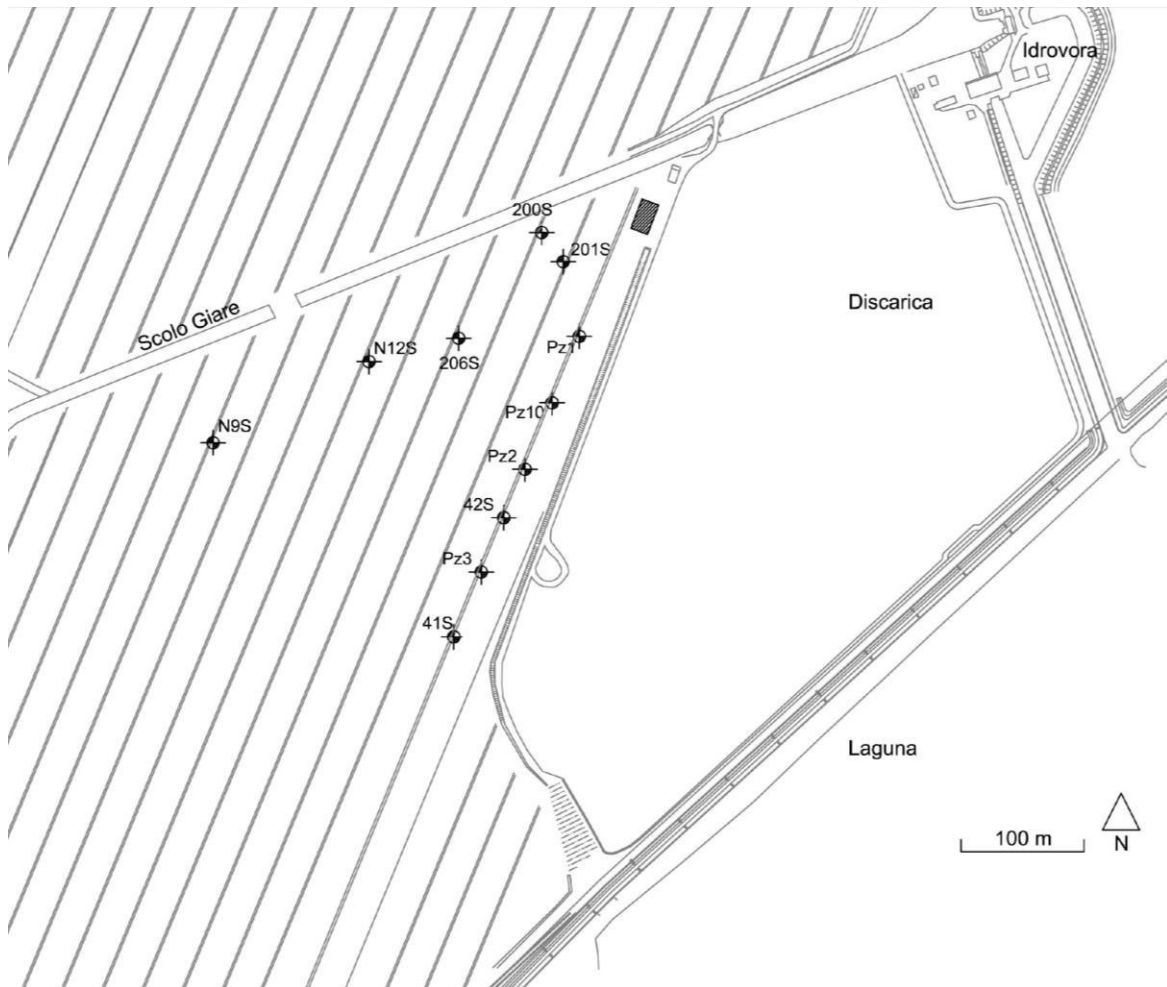 Idrovora
200S
201S
Discarica
Scolo Giare
Pz1
N12S
206S
Pz10
N9S
Pz2
42S
Pz3
41S
Laguna
100 m
N